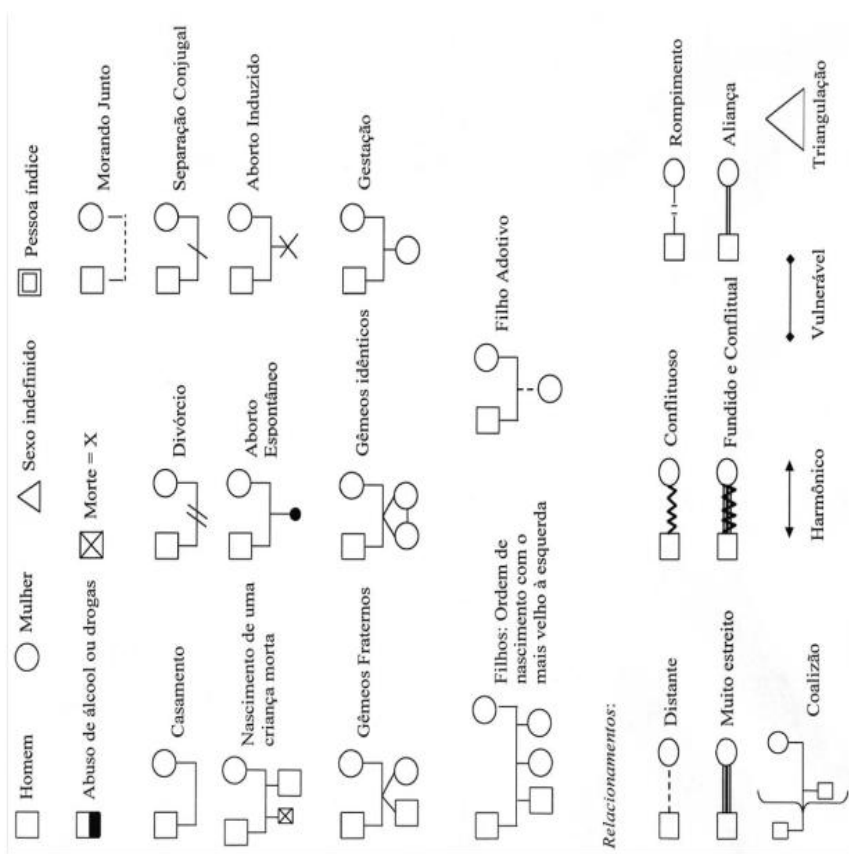 Homem
Mulher
Sexo indefinido
Pessoa índice
Abuso de álcool ou drogas
Morte = X
Morando Junto
Casamento
Divórcio
Separação Conjugal
Nascimento de uma
criança morta
Aborto
Espontâneo
Aborto Induzido
Gêmeos Fraternos
Gêmeos idênticos
Gestação
Filhos: Ordem de
nascimento com o
mais velho à esquerda
Filho Adotivo
Relacionamentos:
Distante
Conflituoso
Rompimento
Muito estreito
Fundido e Conflitual
Aliança
Coalizão
Harmônico
Vulnerável
Triangulação